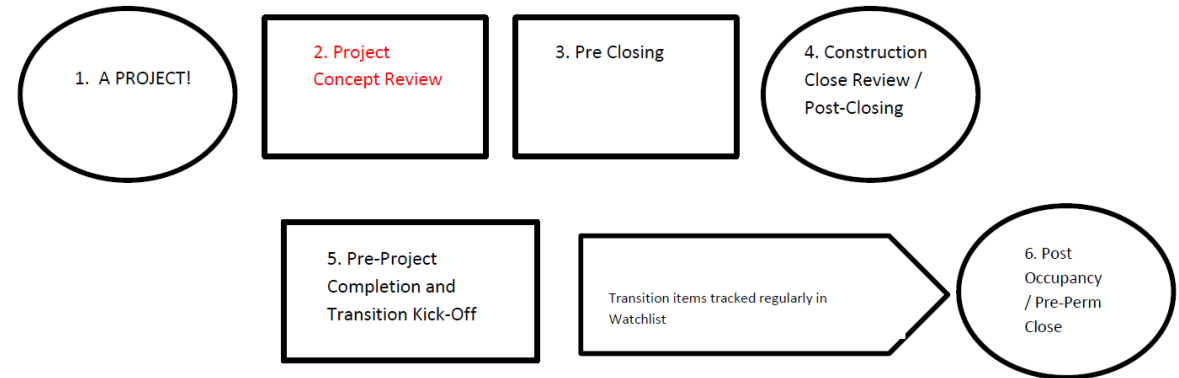 1. A PROJECT!
2. Project
Concept Review
3. Pre Closing
4. Construction
Close Review /
Post-Closing
5. Pre-Project
Completion and
Transition Kick-Off
Transition items tracked regularly in
Watchlist
6. Post
Occupancy
/ Pre-Perm
Close